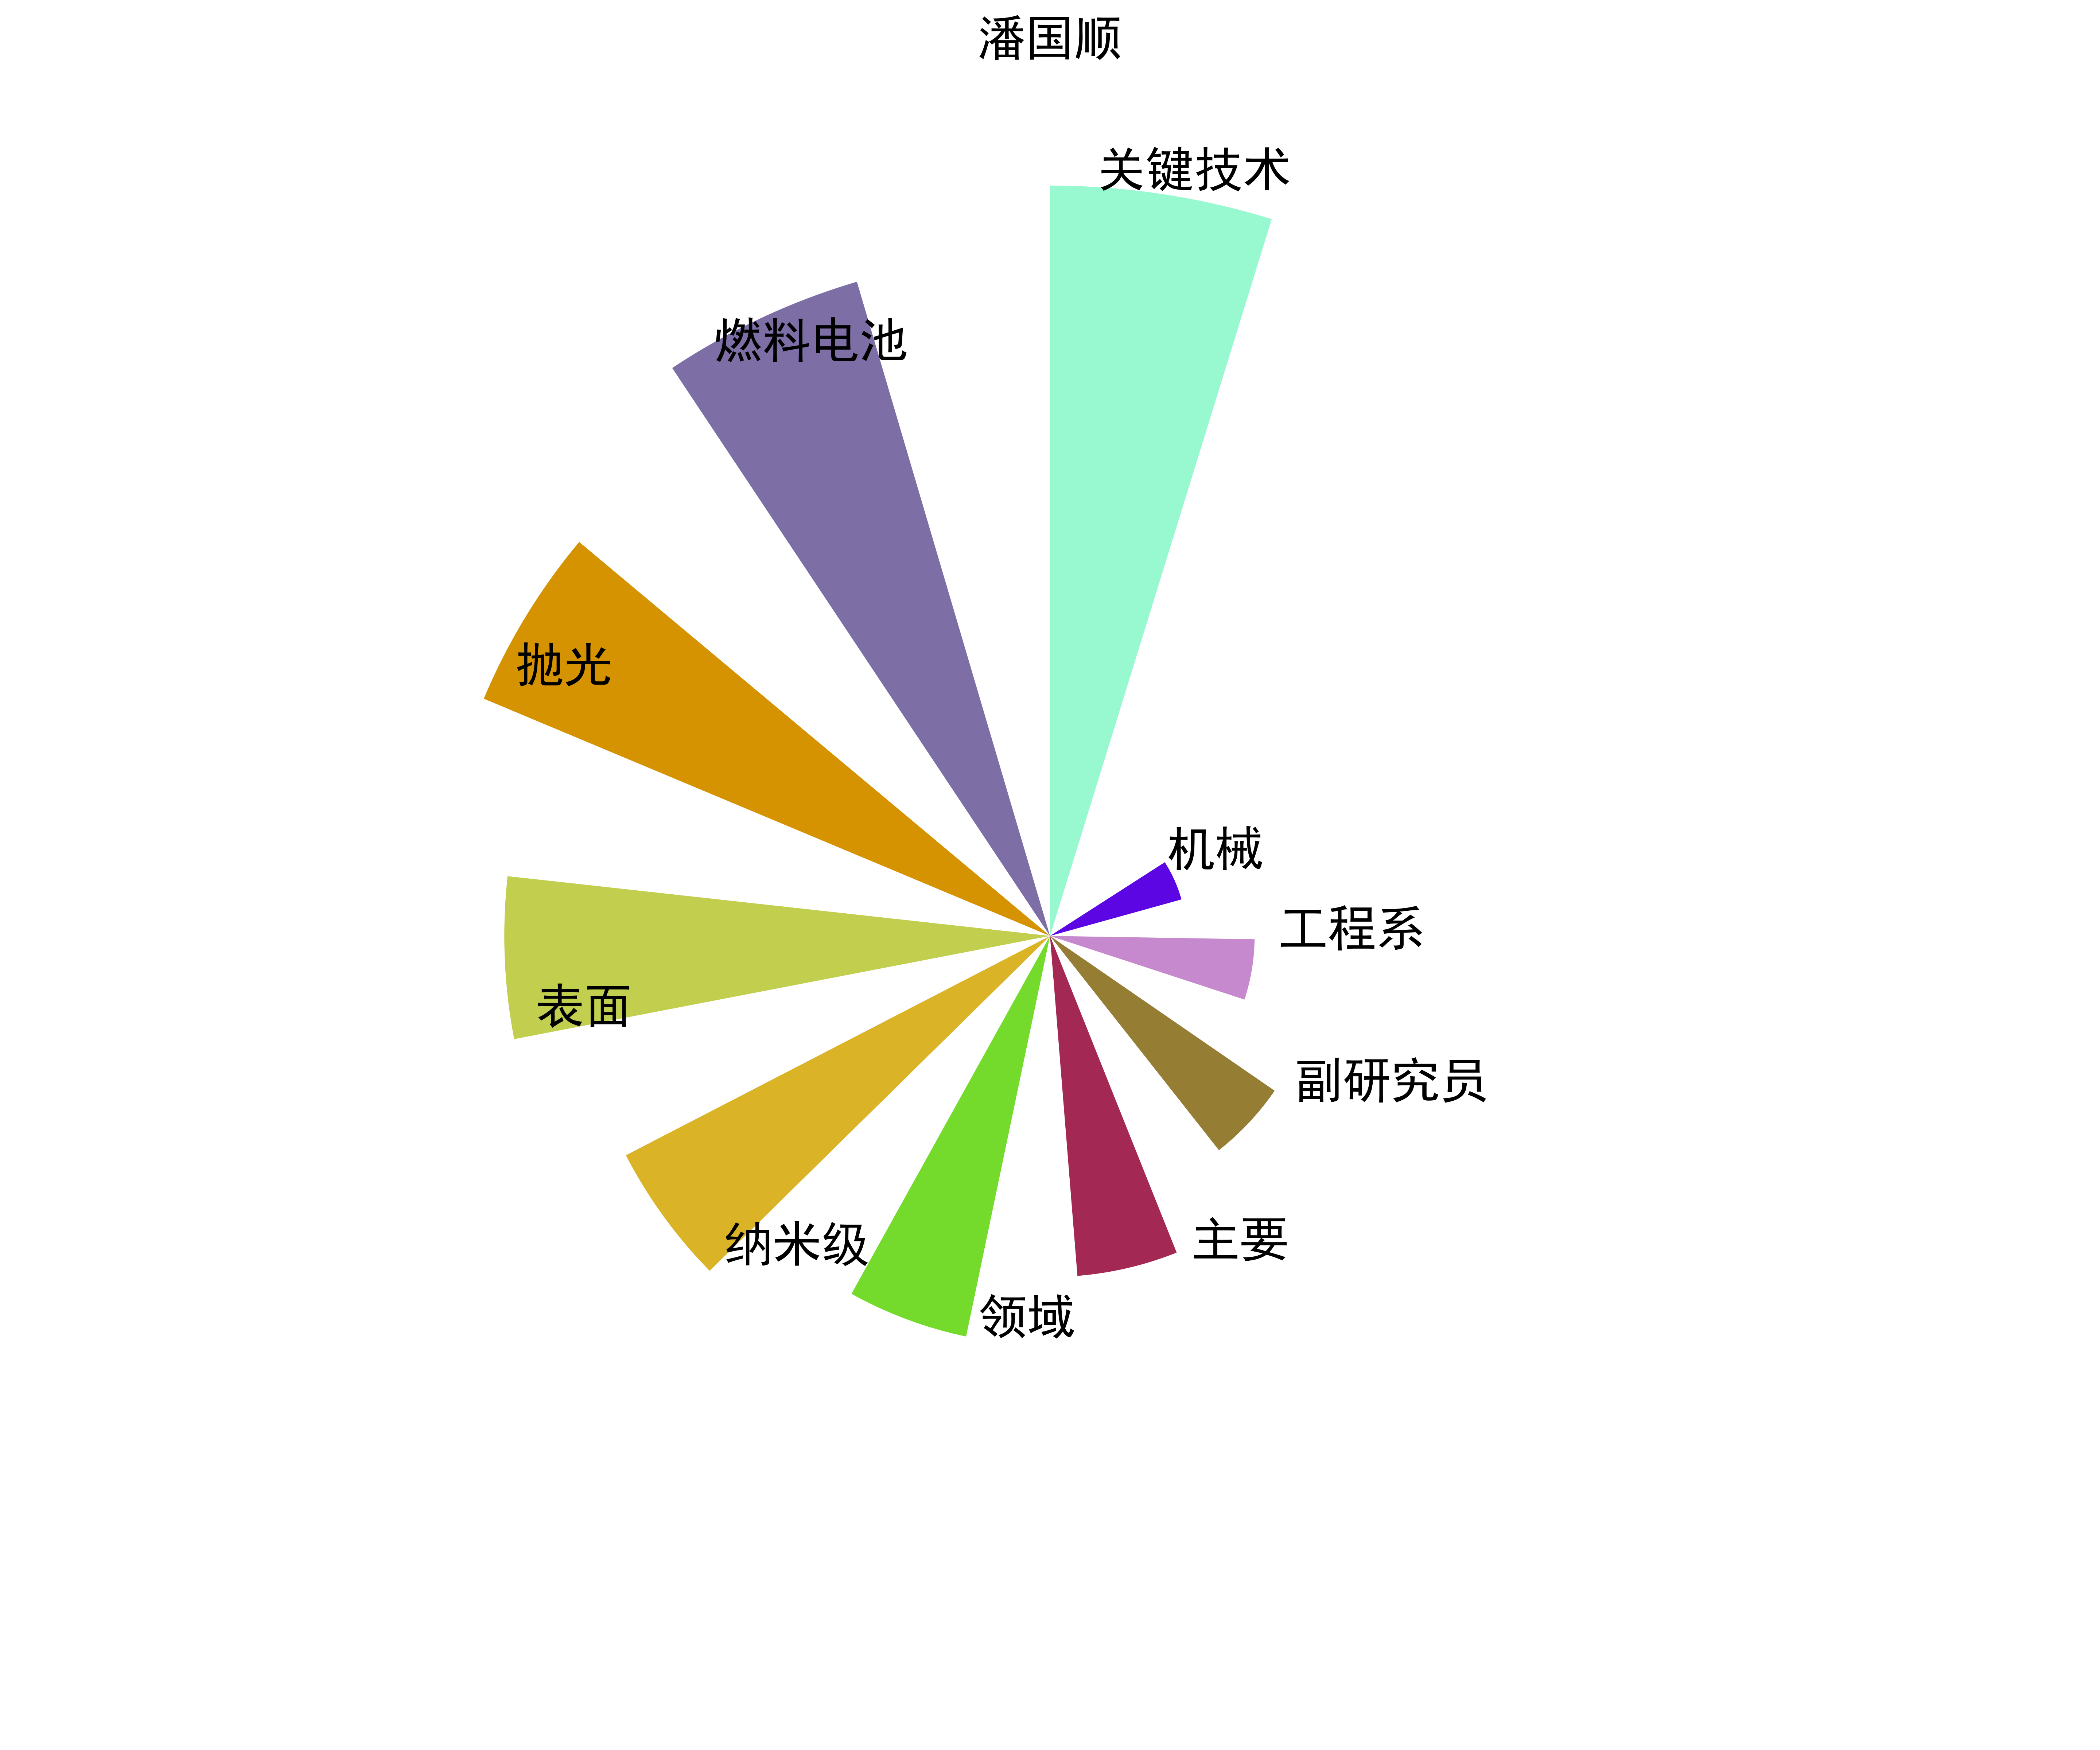 潘国顺
关键技术
燃料电池
抛光
机械
工程系
表面
副研究员
纳米级
主要
领域